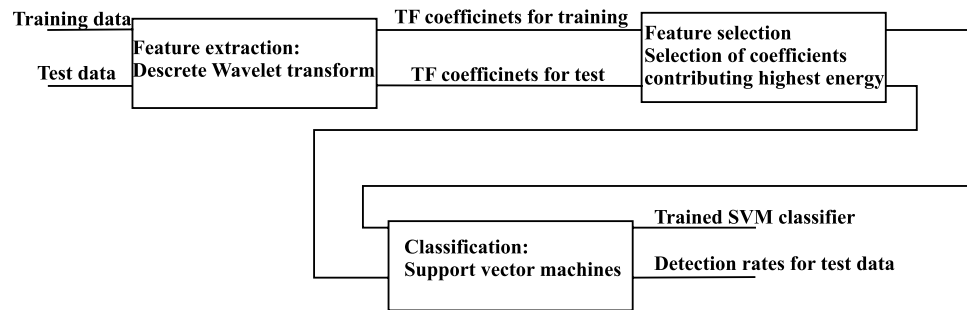 Training data
Test data
Feature extraction:
Descrete Wavelet transform
TF coefficinets for training
TF coefficinets for test
Feature selection
Selection of coefficients
contributing highest energy
Classification:
Support vector machines
Trained SVM classifier
Detection rates for test data